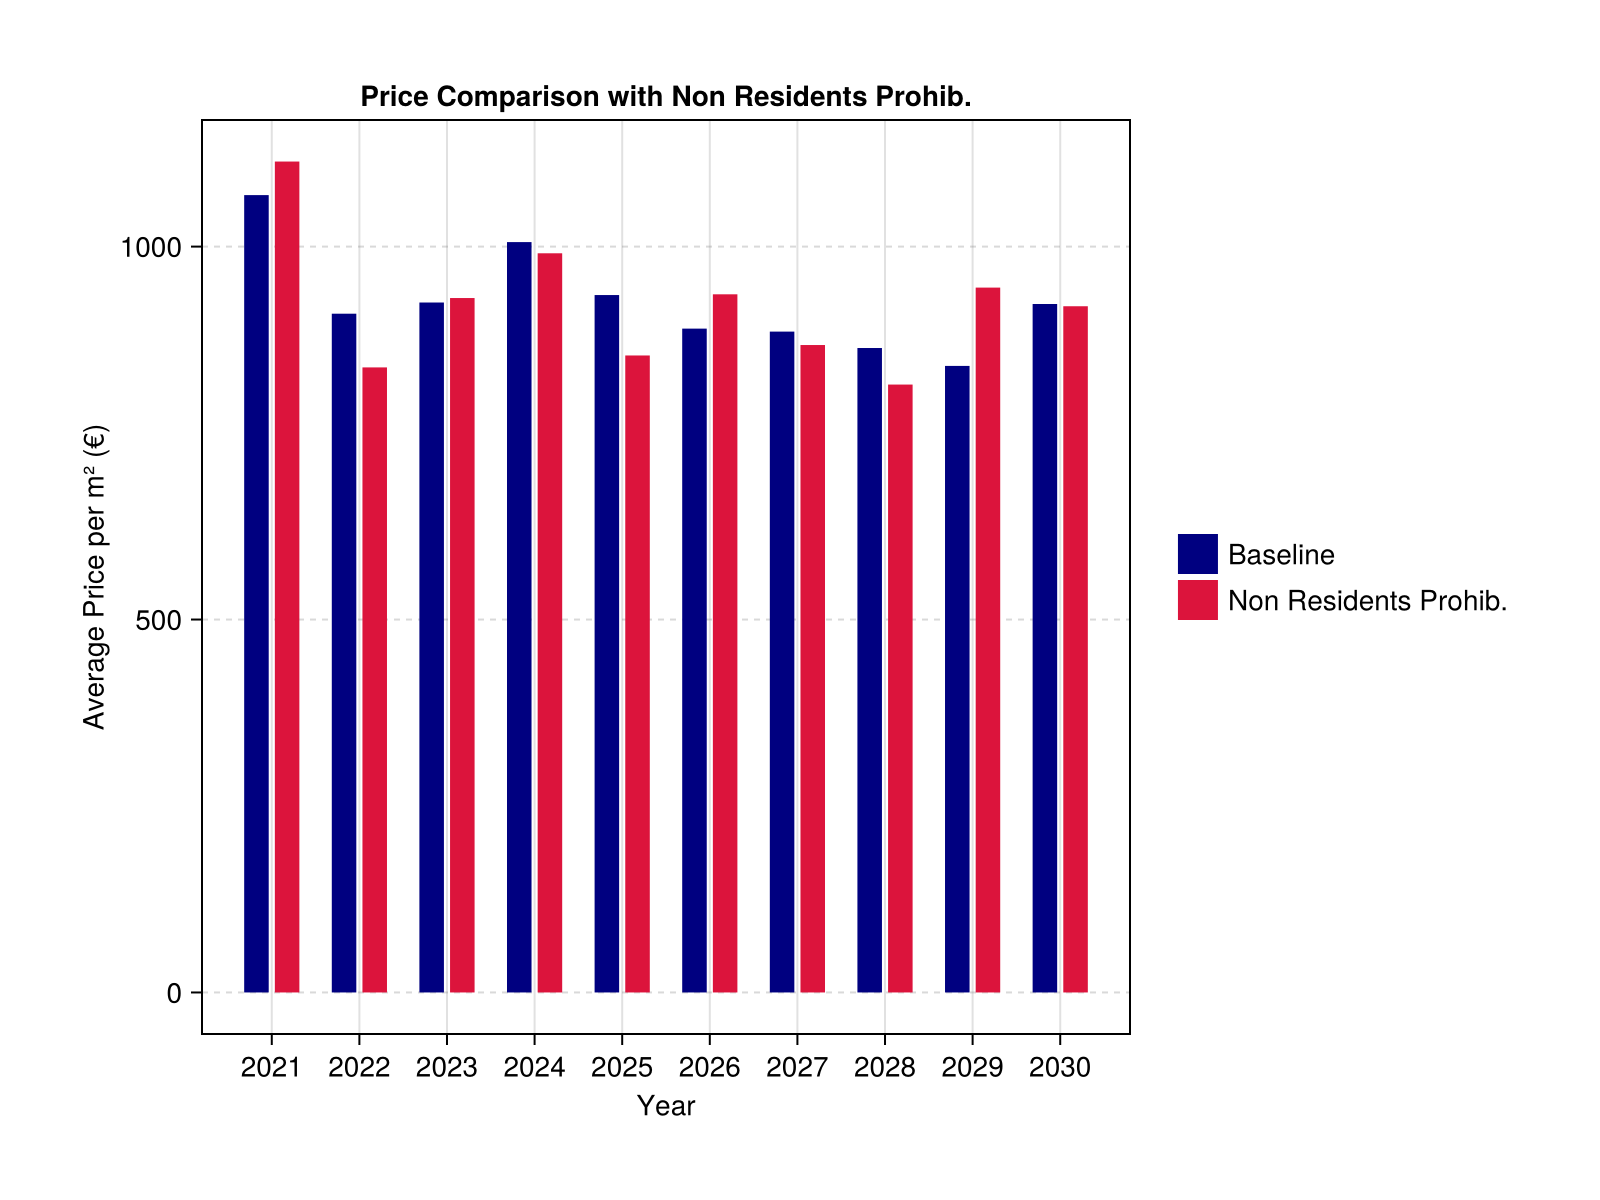 Price Comparison with Non Residents Prohib.
Average Price per m² (€)
1000
500
0
2021 2022 2023 2024 2025 2026 2027 2028 2029 2030
Year
Baseline
Non Residents Prohib.